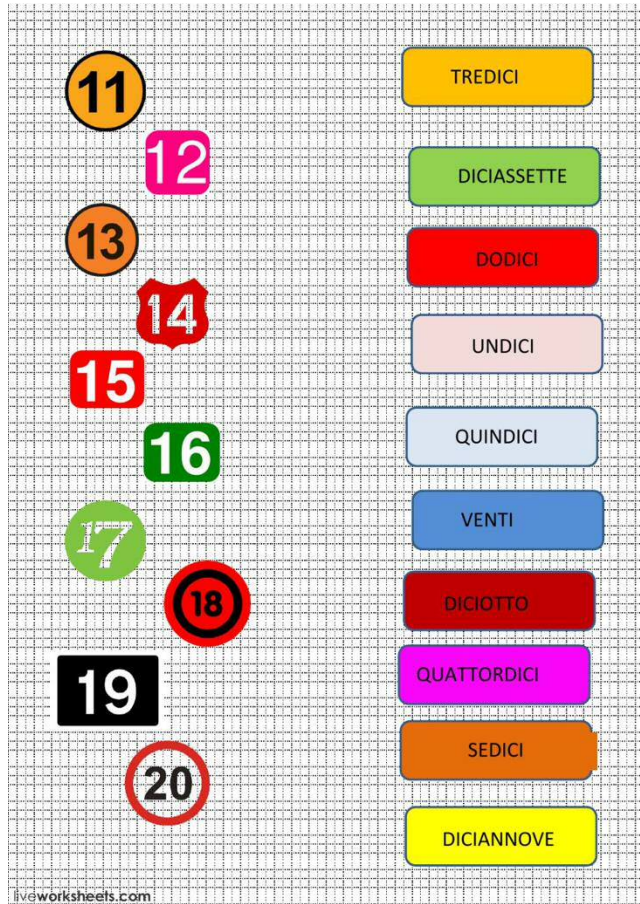 11
TREDICI
12
DICIASSETTE
13
DODICI
14
UNDICI
15
QUINDICI
16
VENTI
17
DICIOTTO
18
QUATTORDICI
19
SEDICI
20
DICIANNOVE
liveworksheets.com